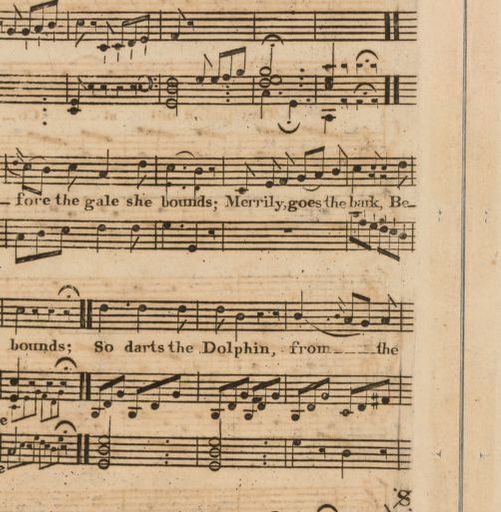 fore the gale she bounds; Merrily, goes the bark, Be
bounds; So darts the Dolphin, from the